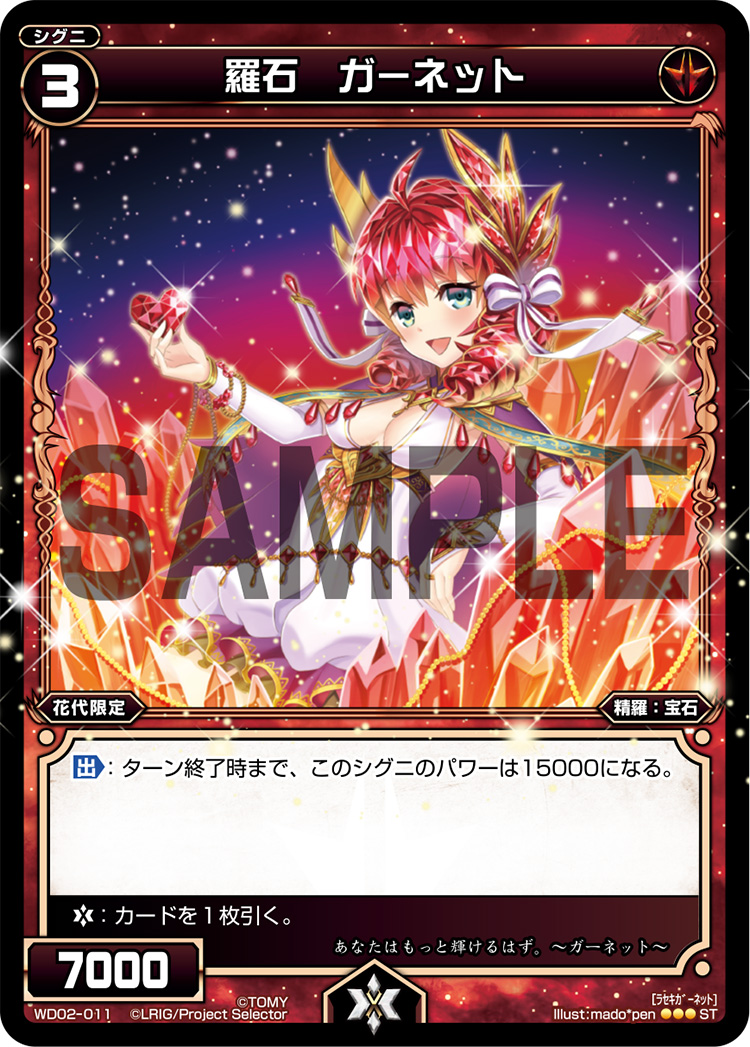 シグニ
3
羅石　ガーネット
SAMPLE
花代限定
精羅：宝石
出：ターン終了時まで、このシグニのパワーは15000になる。
：カードを1枚引く。
あなたはもっと輝けるはず。～ガーネット～
7000
©TOMY
WD02-011 ©LRIG/Project Selector
[ﾗｾｷｶﾞｰﾈｯﾄ]
Illust:mado*pen ST